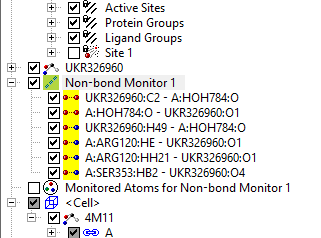 Active Sites
Protein Groups
Ligand Groups
Site 1
UKR326960
Non-bond Monitor 1
UKR326960:C2 - A:HOH784:O
A:HOH784:O - UKR326960:O1
UKR326960:H49 - A:HOH784:O
A:ARG120:HE - UKR326960:O1
A:ARG120:HH21 - UKR326960:O1
A:SER353:HB2 - UKR326960:O4
Monitored Atoms for Non-bond Monitor 1
<Cell>
4M11
A